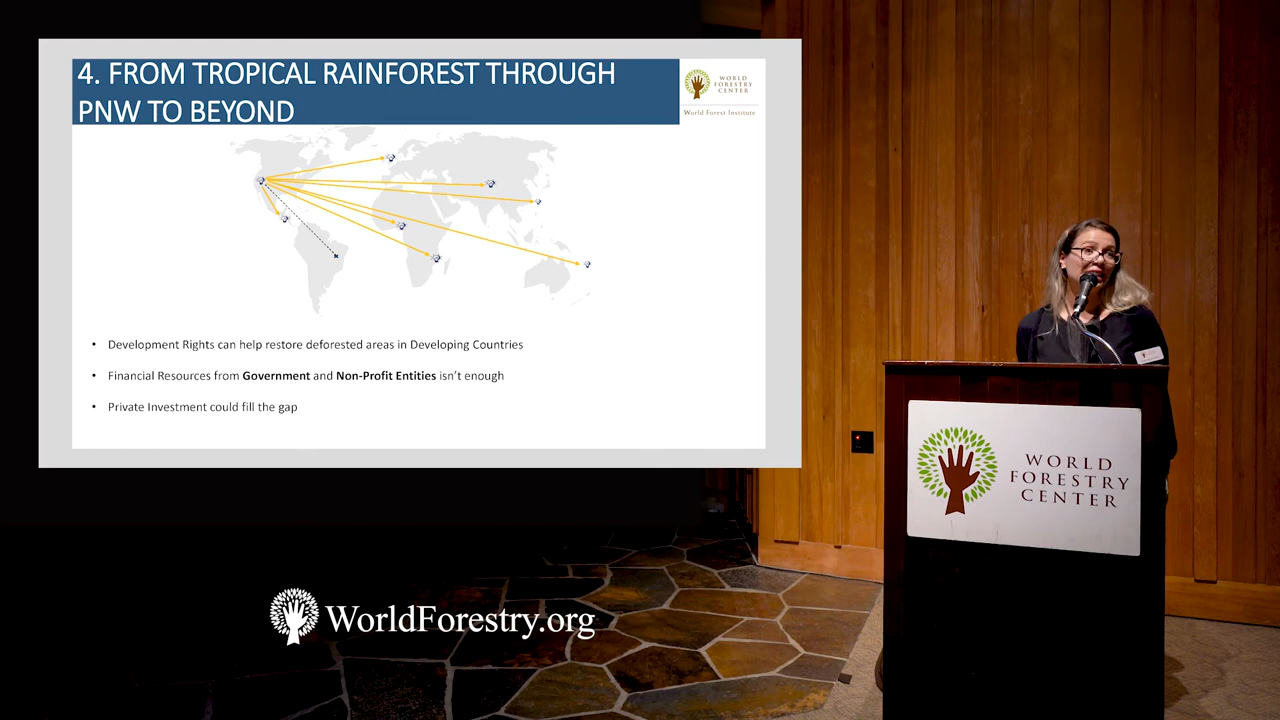 4. FROM TROPICAL RAINFOREST THROUGH
PNW TO BEYOND
WORLD
FORESTRY
CENTER
World Forest Institute
• Development Rights can help restore deforested areas in Developing Countries
• Financial Resources from Government and Non-Profit Entities isn't enough
• Private Investment could fill the gap
WORLD
FORESTRY
CENTER
WorldForestry.org